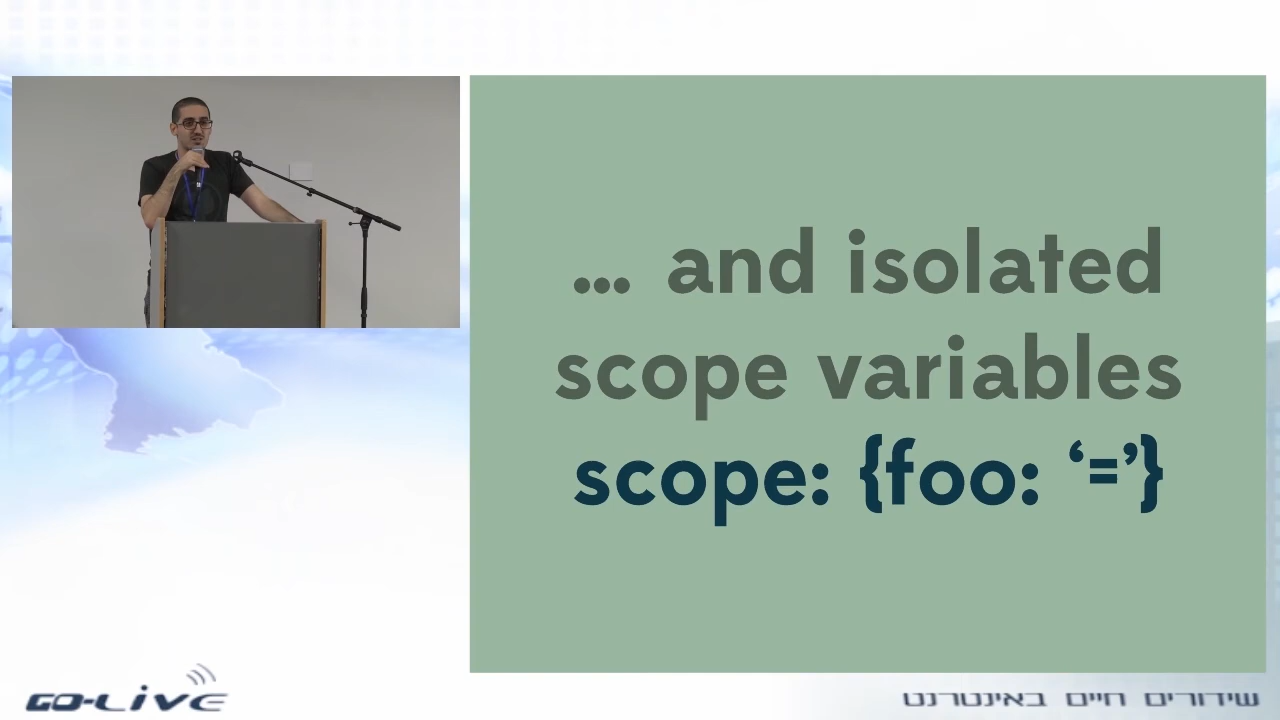 ... and isolated
scope variables
scope: {foo: ‘=’}
GO-LIVE
שידורים חיים באינטרנט